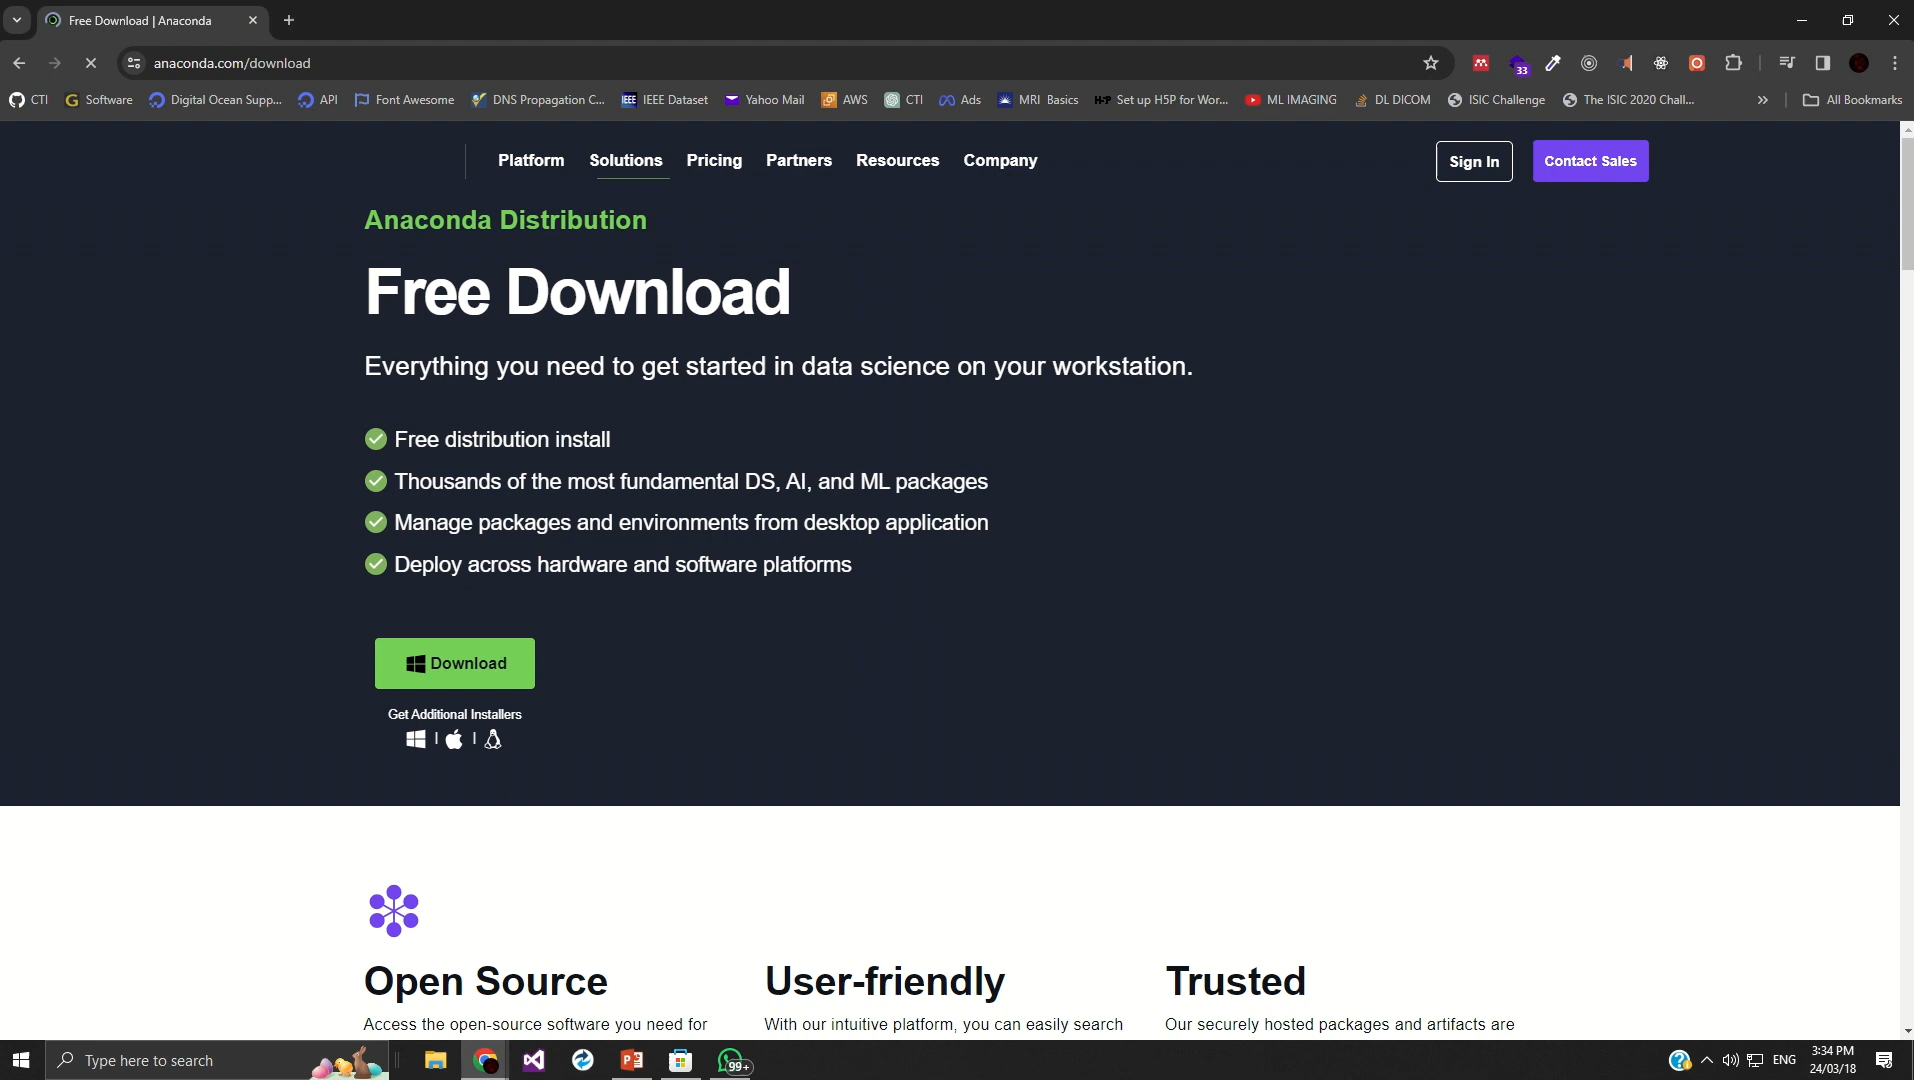 Free Download | Anaconda
anaconda.com/download
33
CTI
Software
Digital Ocean Supp...
API
Font Awesome
DNS Propagation C...
IEEE IEEE Dataset
Yahoo Mail
AWS
CTI
Ads
MRI Basics
H-P Set up H5P for Wor...
ML IMAGING
DL DICOM
ISIC Challenge
The ISIC 2020 Chall...
All Bookmarks
Platform
Solutions
Pricing
Partners
Resources
Company
Sign In
Contact Sales
Anaconda Distribution
Free Download
Everything you need to get started in data science on your workstation.
Free distribution install
Thousands of the most fundamental DS, AI, and ML packages
Manage packages and environments from desktop application
Deploy across hardware and software platforms
Download
Get Additional Installers
Open Source
User-friendly
Trusted
Access the open-source software you need for
With our intuitive platform, you can easily search
Our securely hosted packages and artifacts are
Type here to search
99+
ENG
3:34 PM
24/03/18